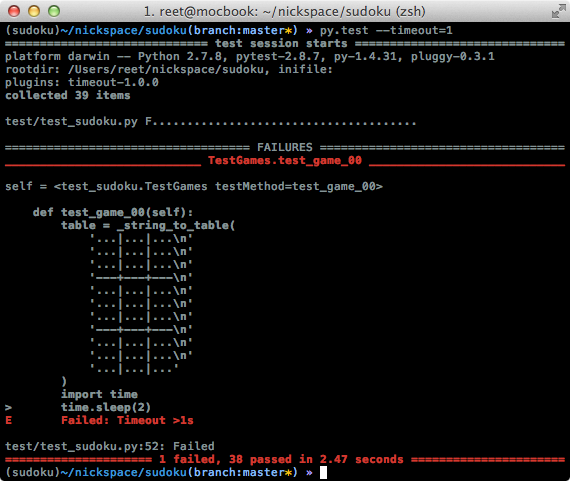 1. reet@mocbook: ~/nickspace/sudoku (zsh)
(sudoku)~/nickspace/sudoku(branch:master*) » py.test --timeout=1
============================= test session starts ==============================
platform darwin -- Python 2.7.8, pytest-2.8.7, py-1.4.31, pluggy-0.3.1
rootdir: /Users/reet/nickspace/sudoku, inifile:
plugins: timeout-1.0.0
collected 39 items
test/test_sudoku.py F......................................
=================================== FAILURES ===================================
____________________________ TestGames.test_game_00 ____________________________
self = <test_sudoku.TestGames testMethod=test_game_00>
    def test_game_00(self):
        table = _string_to_table(
            '...|...|...\n'
            '...|...|...\n'
            '...|...|...\n'
            '---+---+---\n'
            '...|...|...\n'
            '...|...|...\n'
            '...|...|...\n'
            '---+---+---\n'
            '...|...|...\n'
            '...|...|...\n'
            '...|...|...'
        )
        import time
>       time.sleep(2)
E       Failed: Timeout >1s
test/test_sudoku.py:52: Failed
===================== 1 failed, 38 passed in 2.47 seconds ======================
(sudoku)~/nickspace/sudoku(branch:master*) »